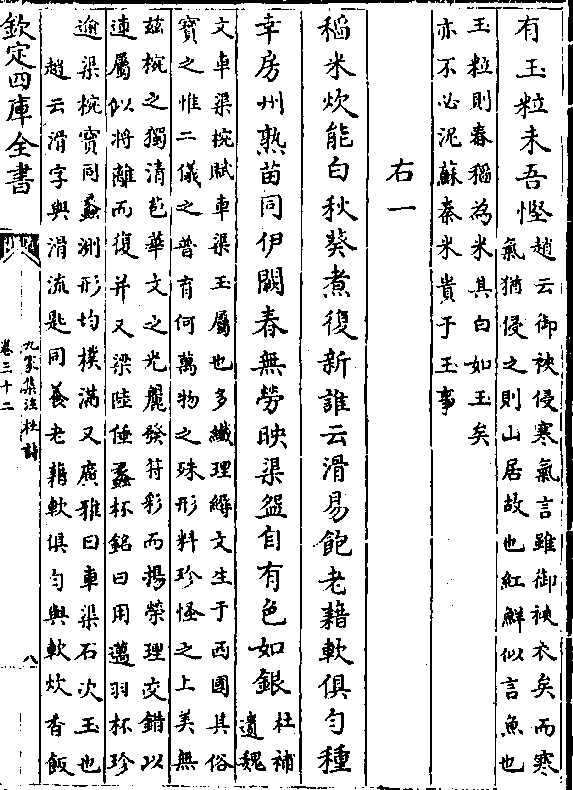 有玉粒未吾慳趙云御袂侵寒氣言雖御袂衣矣而寒
氣猶侵之則山居故也紅鮮似言魚也
玉粒則舂稻為米其白如玉矣
亦不必泥蘇秦米貴于玉事
右一
稻米炊能白秋葵煮復新誰云滑易飽老藉軟俱勻種
幸房州熟苗同伊闕春無勞映渠盌自有色如銀杜補
遺魏
文車渠椀賦車渠玉屬也多纖理縟文生于西國其俗
寶之惟二儀之普育何萬物之殊形料珍怪之上美無
茲椀之獨清苞華文之光麗發符彩而揚榮理交錯以
連屬似將離而復并又梁陸倕蠡杯銘曰用邁羽杯珍
逾渠椀寶同蠡測形均樸滿又廣雅曰車渠石次玉也
趙云滑字與滑流匙同養老藉軟俱勻與軟炊香飯
欽定四庫全書
九家集注杜詩
卷三十二
八